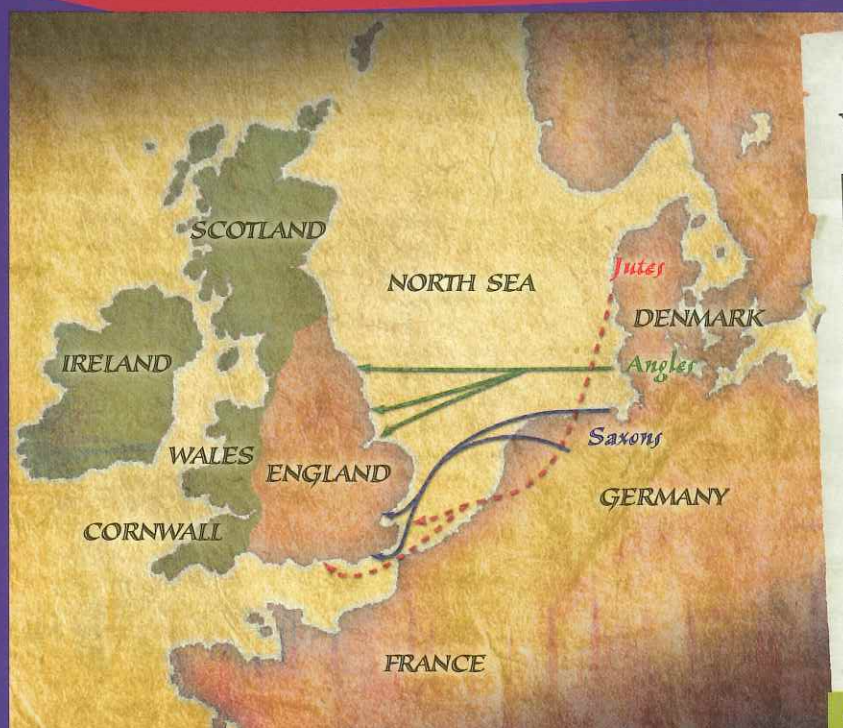 SCOTLAND
NORTH SEA
Jutes
DENMARK
IRELAND
Angles
Saxons
WALES
ENGLAND
GERMANY
CORNWALL
FRANCE